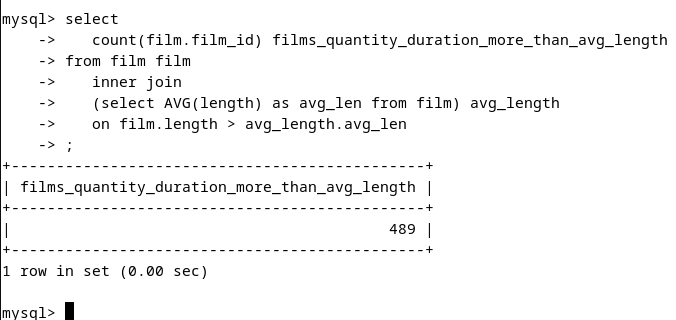 mysql> select
    ->    count(film.film_id) films_quantity_duration_more_than_avg_length
    -> from film film
    ->    inner join
    ->    (select AVG(length) as avg_len from film) avg_length
    ->    on film.length > avg_length.avg_len
    -> ;
+----------------------------------------------+
| films_quantity_duration_more_than_avg_length |
+----------------------------------------------+
|                                          489 |
+----------------------------------------------+
1 row in set (0.00 sec)
mysql>